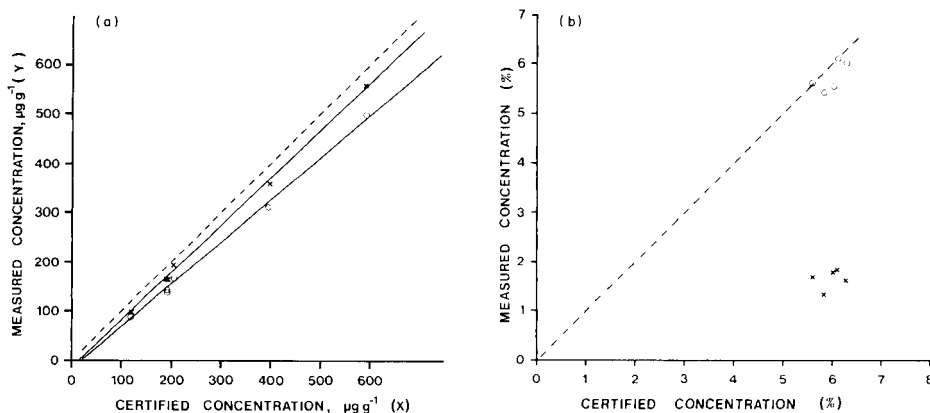 (a)
MEASURED CONCENTRATION, µg g⁻¹ (Y)
600
500
400
300
200
100
0
0 100 200 300 400 500 600
CERTIFIED CONCENTRATION, µg g⁻¹ (X)
(b)
MEASURED CONCENTRATION (%)
7
6
5
4
3
2
1
0
0 1 2 3 4 5 6 7 8
CERTIFIED CONCENTRATION (%)